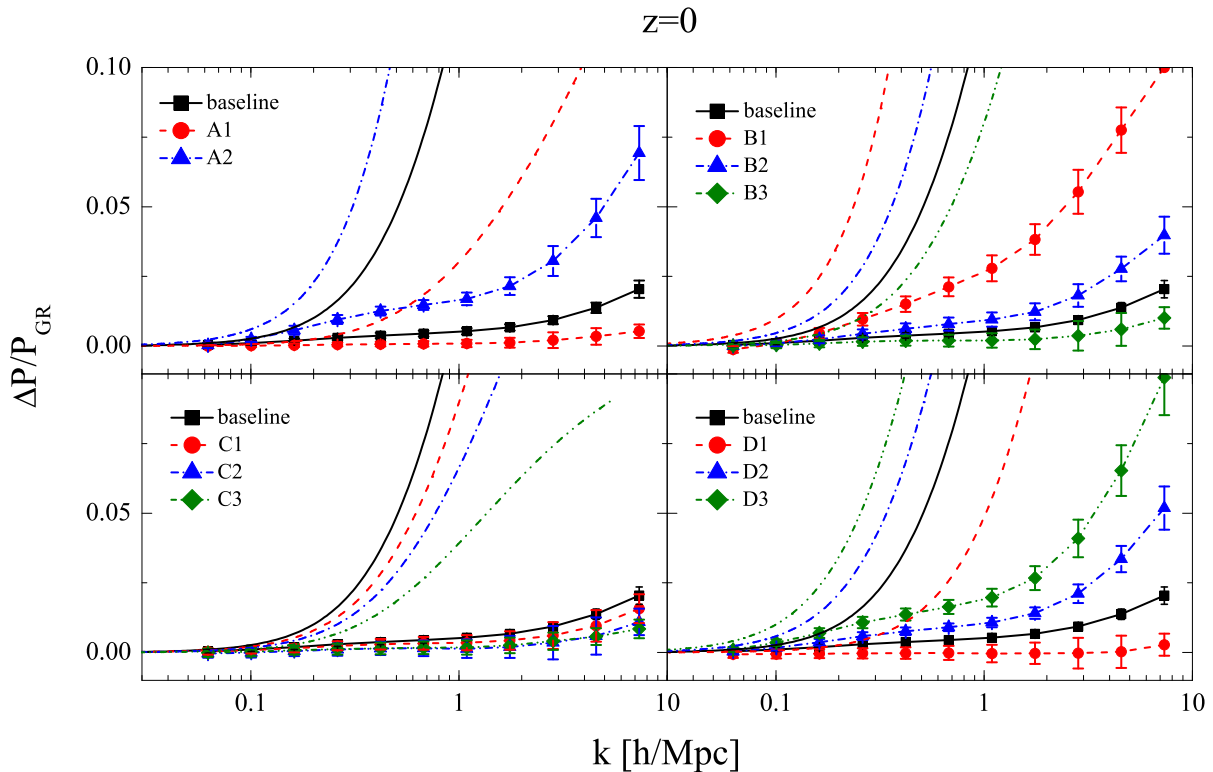 z=0
0.10
baseline
A1
A2
0.05
0.00
baseline
B1
B2
B3
ΔP/P_GR
baseline
C1
C2
C3
0.05
0.00
baseline
D1
D2
D3
0.1 1 10 0.1 1 10
k [h/Mpc]